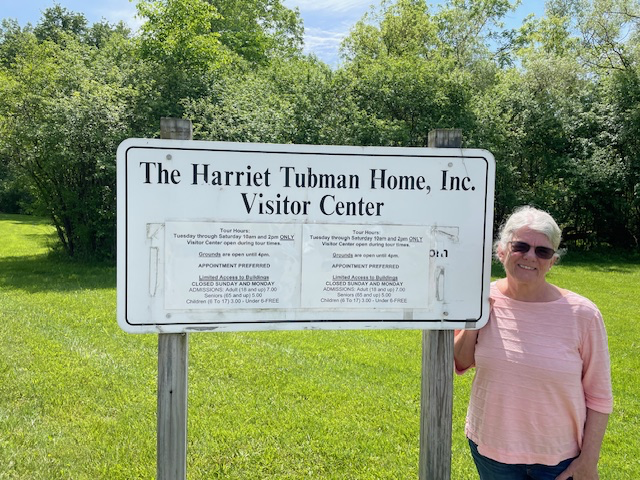 The Harriet Tubman Home, Inc.
Visitor Center
Tour Hours:
Tuesday through Saturday 10am and 2pm ONLY
Visitor Center open during tour times.
Grounds are open until 4pm.
APPOINTMENT PREFERRED
Limited Access to Buildings
CLOSED SUNDAY AND MONDAY
ADMISSIONS: Adult (18 and up) 7.00
Seniors (65 and up) 5.00
Children (6 To 17) 3.00 - Under 6-FREE
Tour Hours:
Tuesday through Saturday 10am and 2pm ONLY
Visitor Center open during tour times.
Grounds are open until 4pm.
APPOINTMENT PREFERRED
Limited Access to Buildings
CLOSED SUNDAY AND MONDAY
ADMISSIONS: Adult (18 and up) 7.00
Seniors (65 and up) 5.00
Children (6 To 17) 3.00 - Under 6-FREE